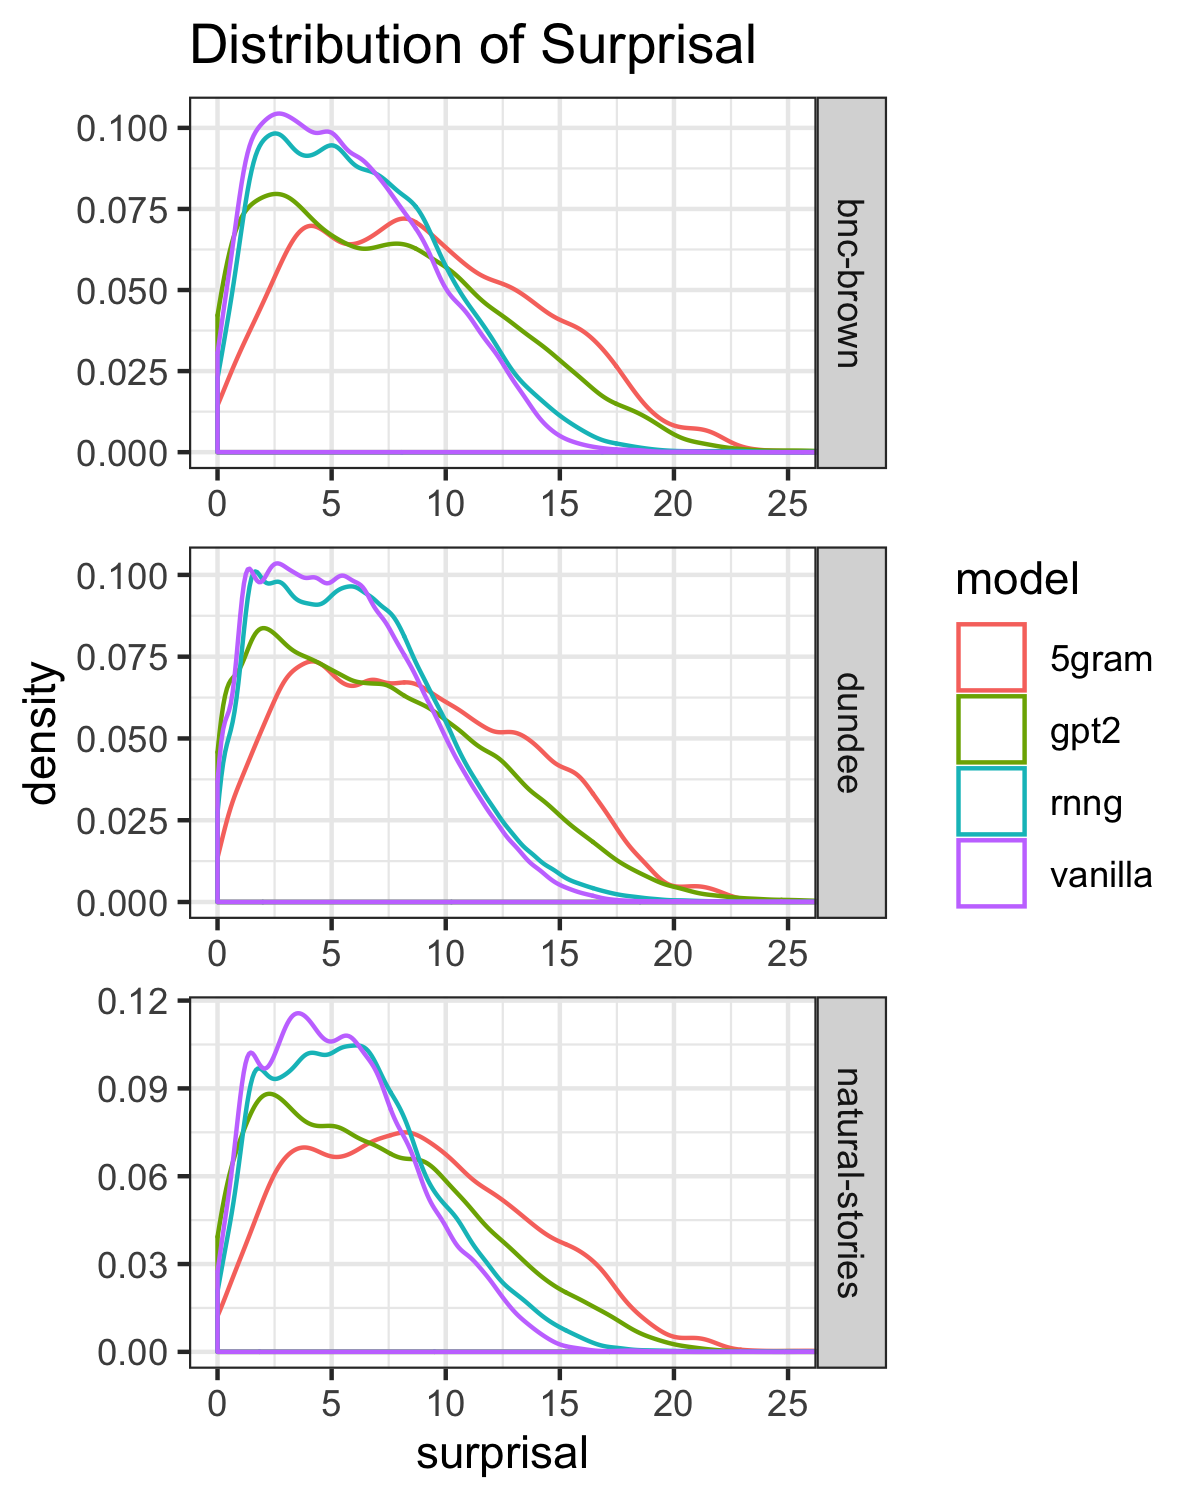 Distribution of Surprisal
0.100
0.075
0.050
0.025
0.000
bnc-brown
0 5 10 15 20 25
0.100
0.075
0.050
0.025
0.000
dundee
0 5 10 15 20 25
0.12
0.09
0.06
0.03
0.00
natural-stories
0 5 10 15 20 25
surprisal
density
model
5gram
gpt2
rnng
vanilla